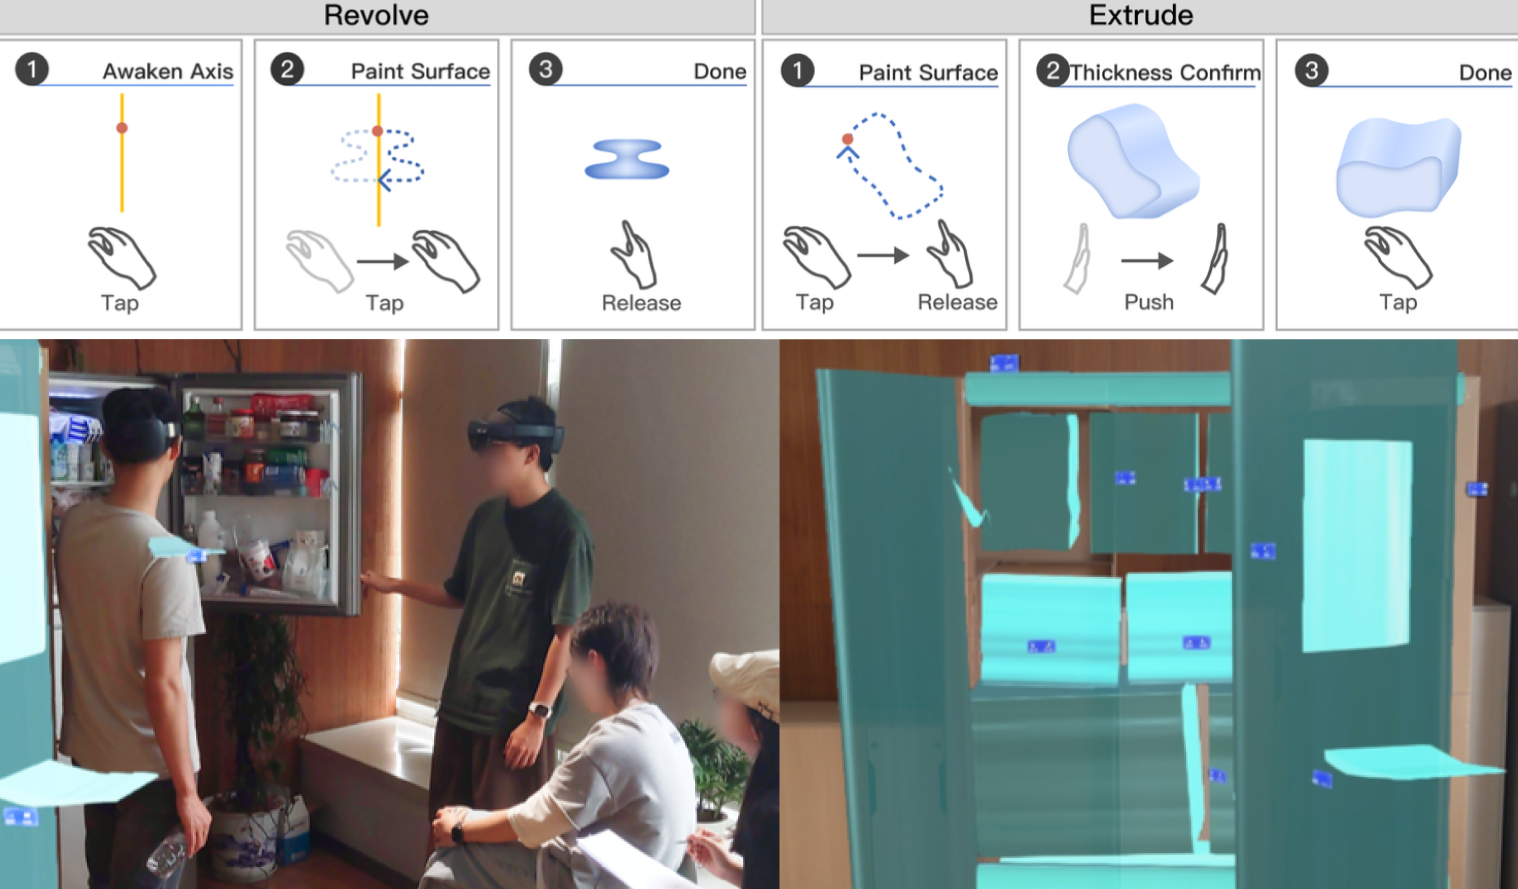 Revolve
Extrude
1 Awaken Axis
2 Paint Surface
3 Done
1 Paint Surface
2 Thickness Confirm
3 Done
Tap
Tap
Release
Tap
Release
Push
Tap